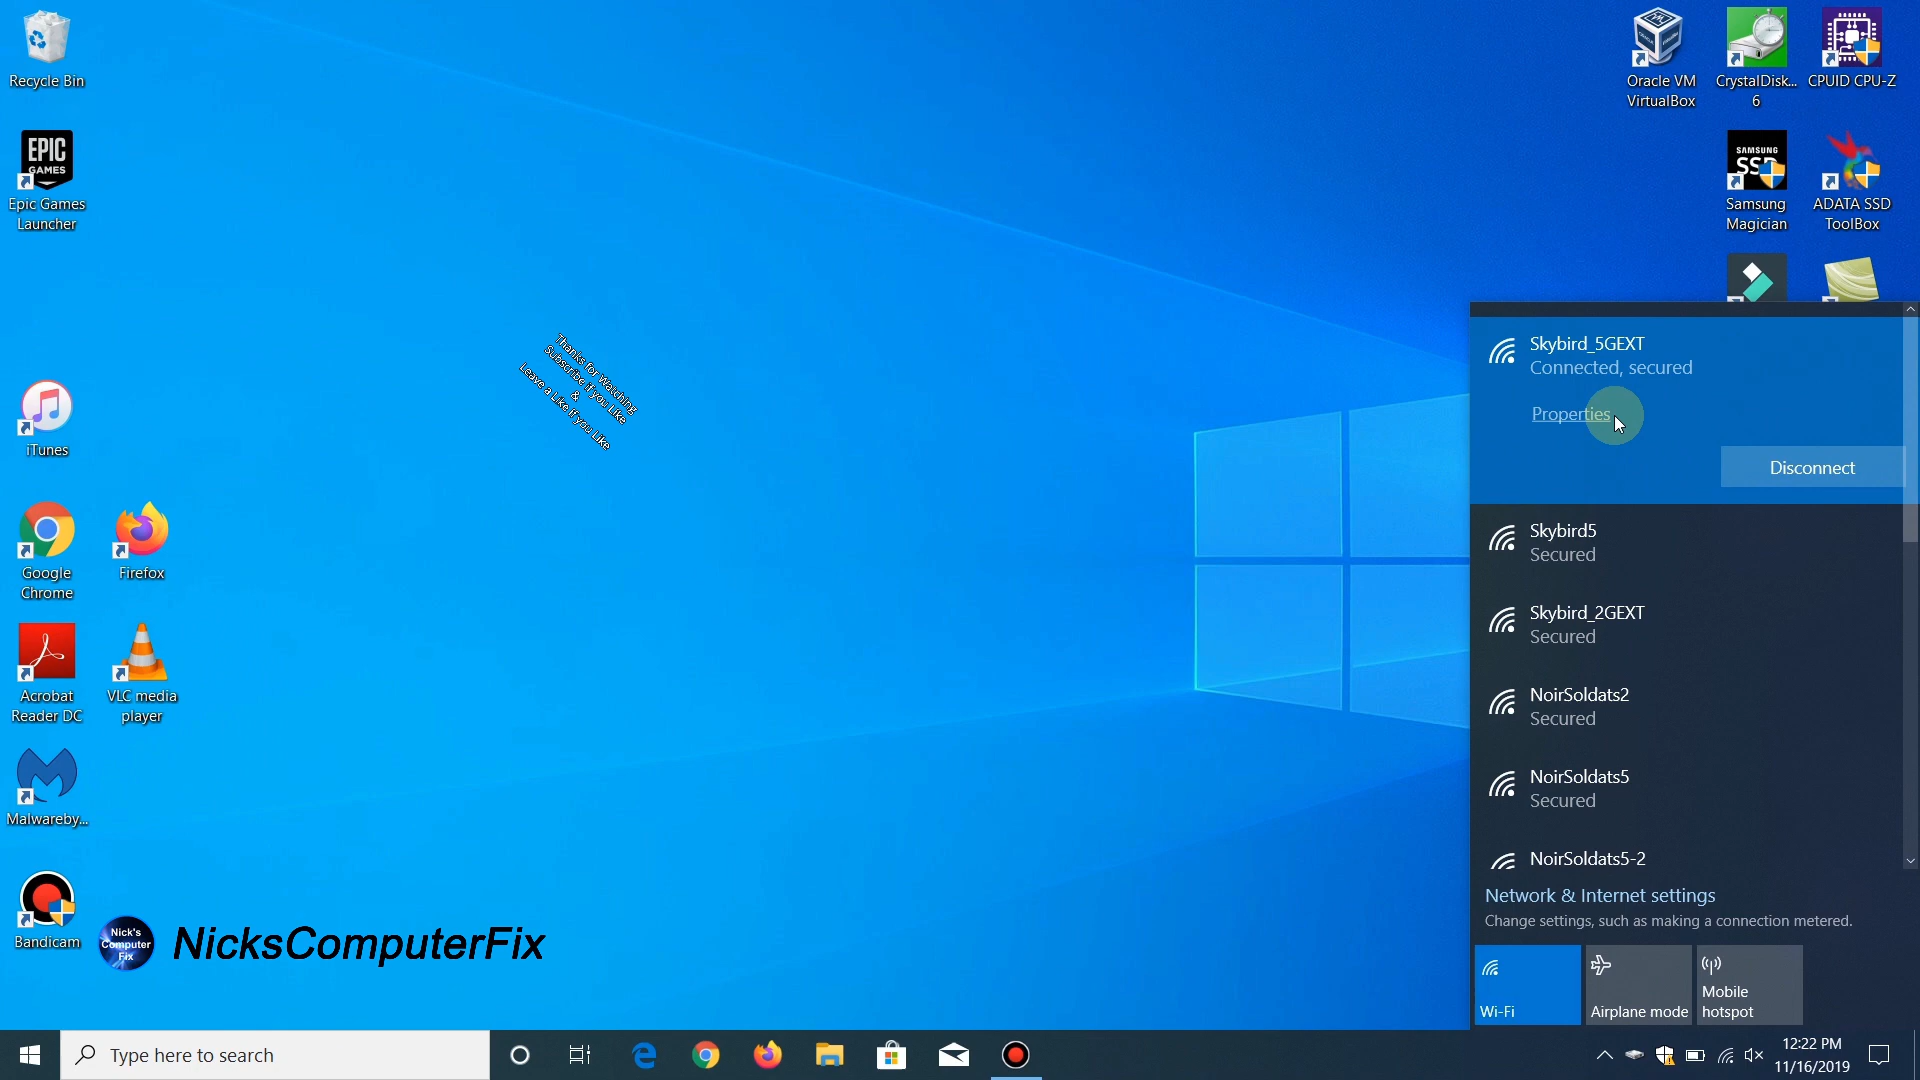 Recycle Bin
EPIC
GAMES
Epic Games
Launcher
iTunes
Google
Chrome
Firefox
Acrobat
Reader DC
VLC media
player
Malwareby...
Bandicam
Nick's
Computer
Fix
NicksComputerFix
Thanks for Watching
Subscribe if you Like
&
Leave a Like if you Like
Oracle VM
VirtualBox
CrystalDisk...
6
CPUID CPU-Z
SAMSUNG
SSD
Samsung
Magician
ADATA SSD
ToolBox
Skybird_5GEXT
Connected, secured
Properties
Disconnect
Skybird5
Secured
Skybird_2GEXT
Secured
NoirSoldats2
Secured
NoirSoldats5
Secured
NoirSoldats5-2
Network & Internet settings
Change settings, such as making a connection metered.
Wi-Fi
Airplane mode
Mobile
hotspot
Type here to search
12:22 PM
11/16/2019